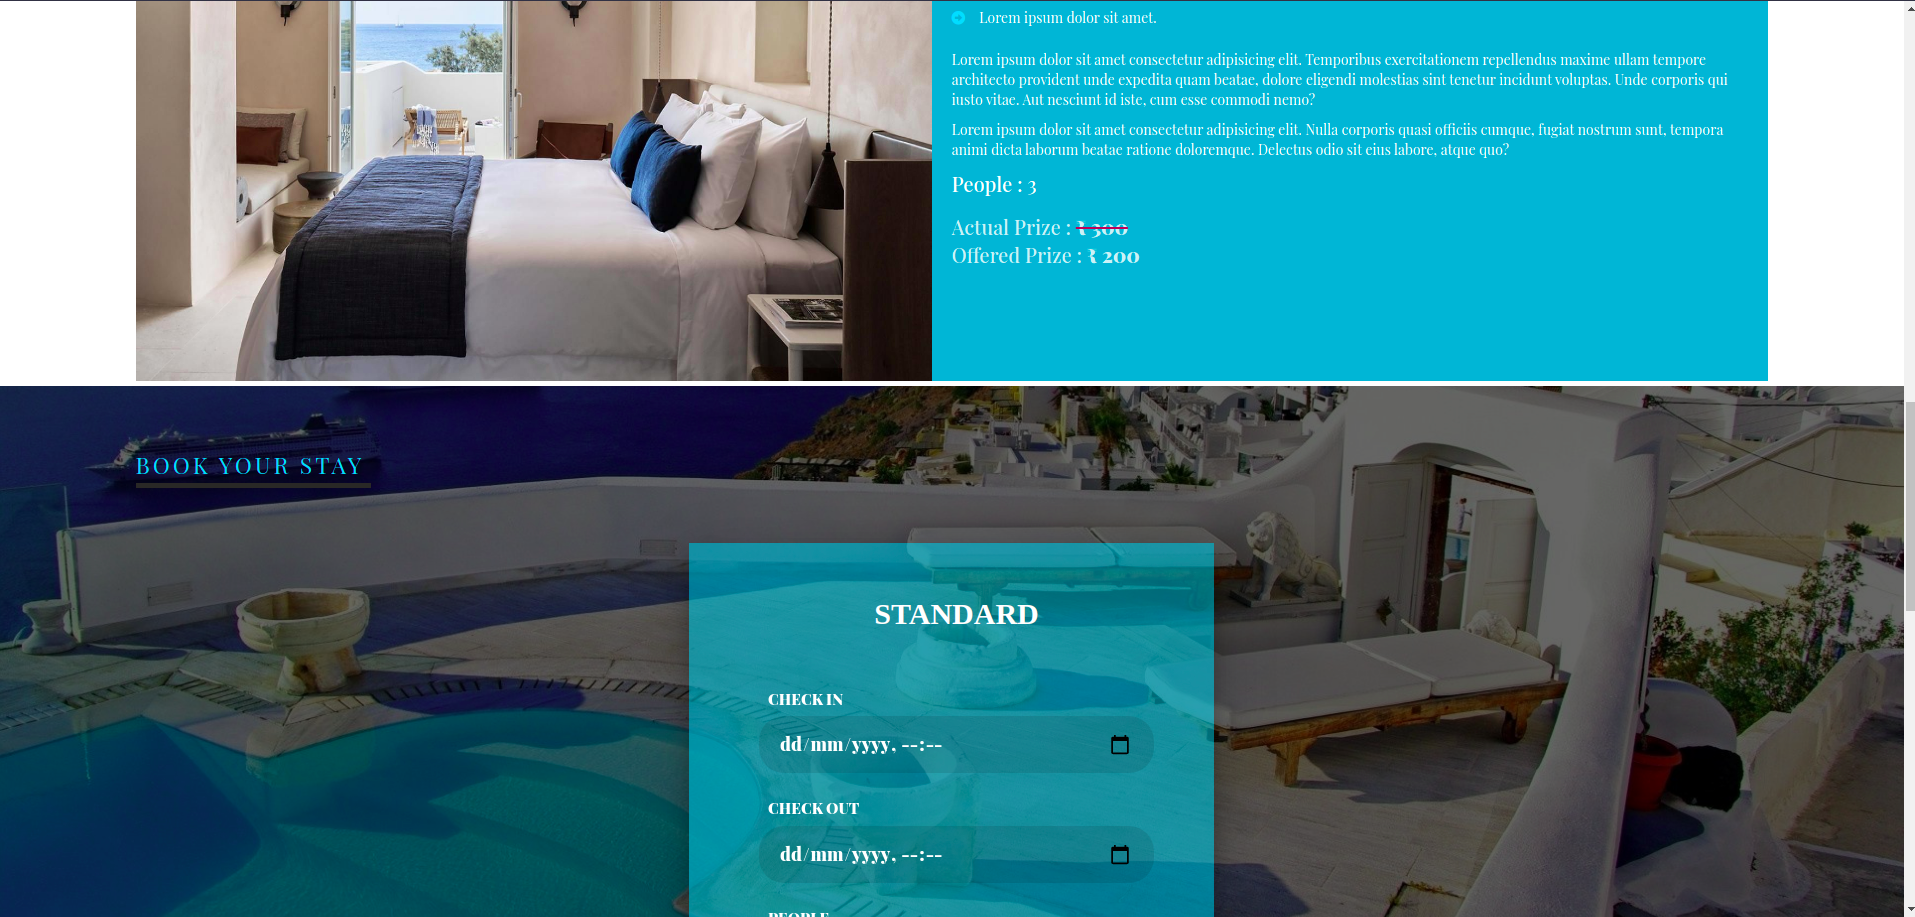 Lorem ipsum dolor sit amet.
Lorem ipsum dolor sit amet consectetur adipisicing elit. Temporibus exercitationem repellendus maxime ullam tempore
architecto provident unde expedita quam beatae, dolore eligendi molestias sint tenetur incidunt voluptas. Unde corporis qui
iusto vitae. Aut nesciunt id iste, cum esse commodi nemo?
Lorem ipsum dolor sit amet consectetur adipisicing elit. Nulla corporis quasi officiis cumque, fugiat nostrum sunt, tempora
animi dicta laborum beatae ratione doloremque. Delectus odio sit eius labore, atque quo?
People : 3
Actual Prize : ₹ 300
Offered Prize : ₹ 200
BOOK YOUR STAY
STANDARD
CHECK IN
dd/mm/yyyy, --:--
CHECK OUT
dd/mm/yyyy, --:--
PEOPLE